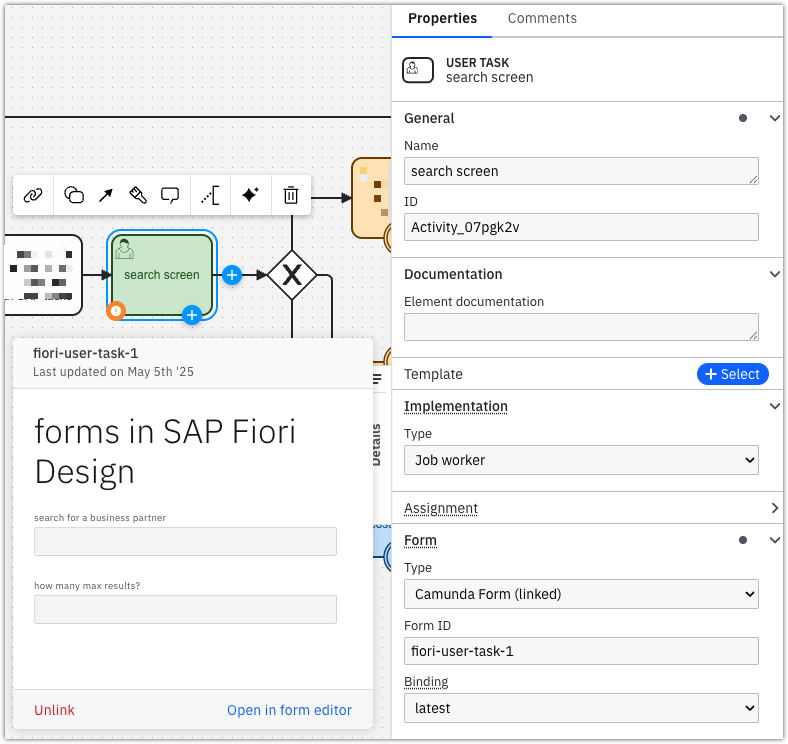 Properties
Comments
USER TASK
search screen
General
Name
search screen
ID
Activity_07pgk2v
Documentation
Element documentation
Template
Select
Implementation
Type
Job worker
Assignment
Form
Type
Camunda Form (linked)
Form ID
fiori-user-task-1
Binding
latest
search screen
fiori-user-task-1
Last updated on May 5th '25
forms in SAP Fiori
Design
search for a business partner
how many max results?
Unlink
Open in form editor
Details